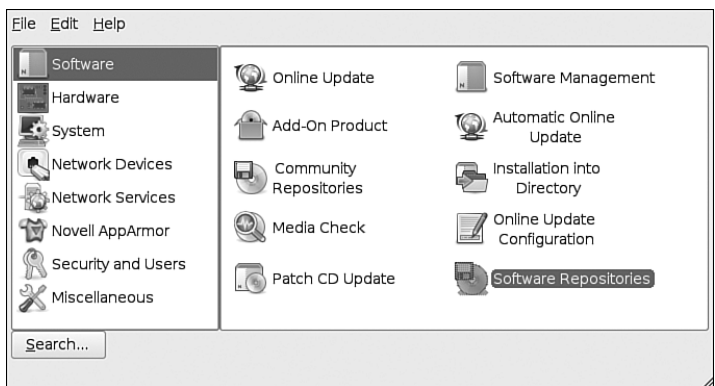 File Edit Help
Software
Hardware
System
Network Devices
Network Services
Novell AppArmor
Security and Users
Miscellaneous
Online Update
Software Management
Add-On Product
Automatic Online
Update
Community
Repositories
Installation into
Directory
Media Check
Online Update
Configuration
Patch CD Update
Software Repositories
Search...